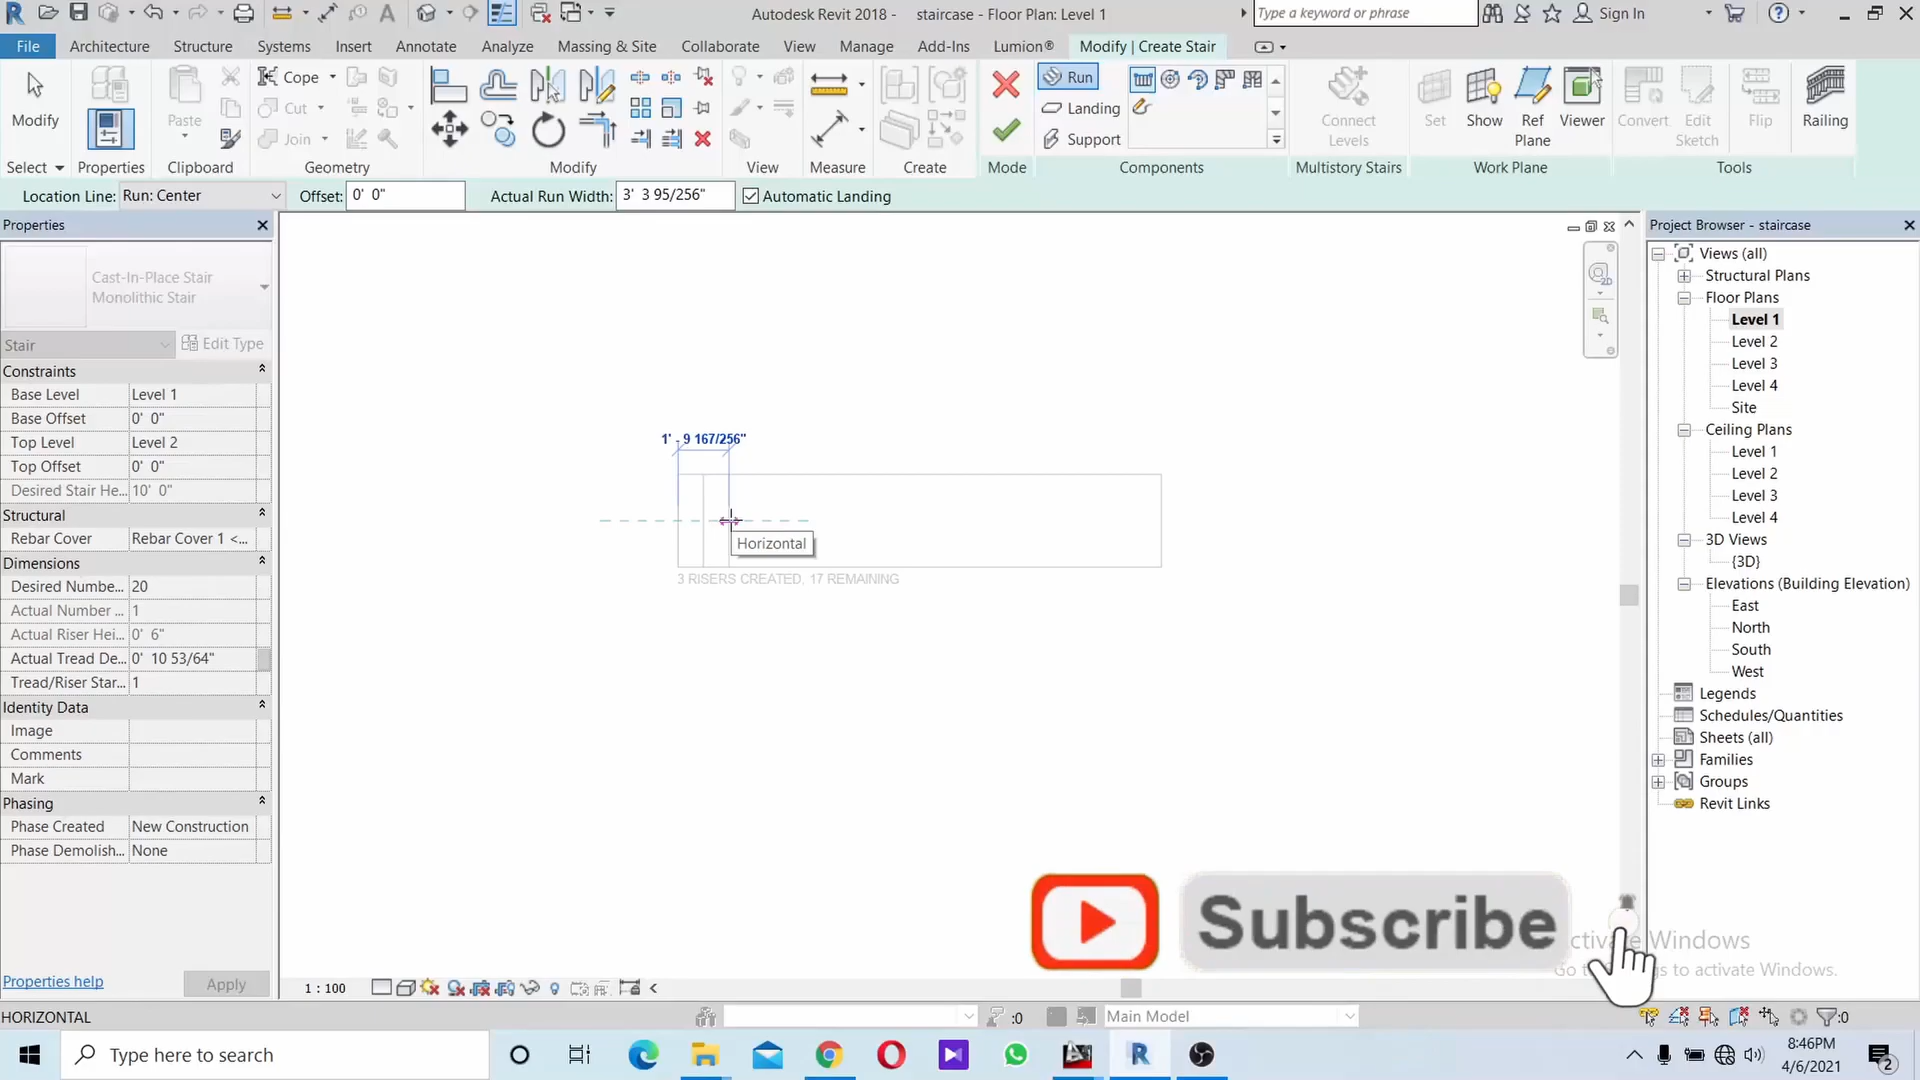 Autodesk Revit 2018 - staircase - Floor Plan: Level 1
Type a keyword or phrase
Sign In
File
Architecture
Structure
Systems
Insert
Annotate
Analyze
Massing & Site
Collaborate
View
Manage
Add-Ins
Lumion®
Modify | Create Stair
Modify
Paste
Cope
Cut
Join
Run
Landing
Support
Connect Levels
Set
Show
Ref Plane
Viewer
Convert
Edit Sketch
Flip
Railing
Select
Properties
Clipboard
Geometry
Modify
View
Measure
Create
Mode
Components
Multistory Stairs
Work Plane
Tools
Location Line: Run: Center
Offset: 0' 0"
Actual Run Width: 3' 3 95/256"
Automatic Landing
Properties
Cast-In-Place Stair
Monolithic Stair
Stair
Edit Type
Constraints
Base Level Level 1
Base Offset 0' 0"
Top Level Level 2
Top Offset 0' 0"
Desired Stair He... 10' 0"
Structural
Rebar Cover Rebar Cover 1 <...
Dimensions
Desired Numbe... 20
Actual Number ... 1
Actual Riser Hei... 0' 6"
Actual Tread De... 0' 10 53/64"
Tread/Riser Star... 1
Identity Data
Image
Comments
Mark
Phasing
Phase Created New Construction
Phase Demolish... None
Properties help
Apply
1' - 9 167/256"
Horizontal
3 RISERS CREATED, 17 REMAINING
2D
Project Browser - staircase
Views (all)
Structural Plans
Floor Plans
Level 1
Level 2
Level 3
Level 4
Site
Ceiling Plans
Level 1
Level 2
Level 3
Level 4
3D Views
{3D}
Elevations (Building Elevation)
East
North
South
West
Legends
Schedules/Quantities
Sheets (all)
Families
Groups
Revit Links
Subscribe
Windows
to activate Windows.
1 : 100
HORIZONTAL
:0
Main Model
:0
Type here to search
8:46PM
4/6/2021
2